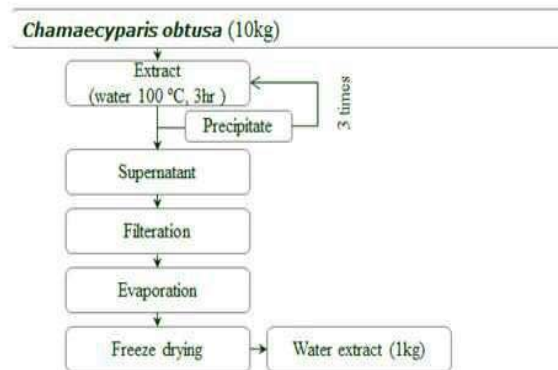 Chamaecyparis obtusa (10kg)
Extract
(water 100 ℃, 3hr )
Precipitate
3 times
Supernatant
Filteration
Evaporation
Freeze drying
Water extract (1kg)